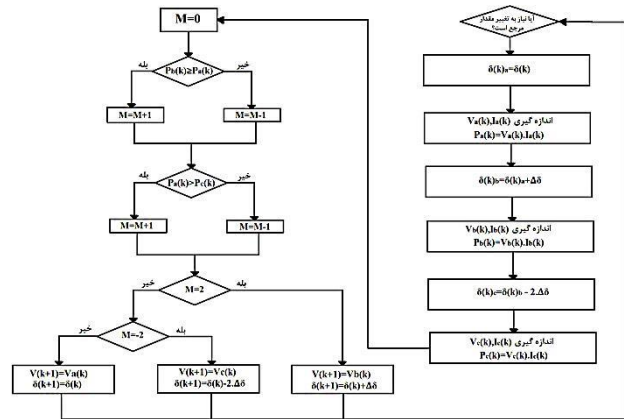 آیا نیاز به تغییر مقدار
مرجع است؟
δ(k)a=δ(k)
اندازه گیری Va(k),Ia(k)
Pa(k)=Va(k).Ia(k)
δ(k)b=δ(k)a+Δδ
اندازه گیری Vb(k),Ib(k)
Pb(k)=Vb(k).Ib(k)
δ(k)c=δ(k)b - 2.Δδ
اندازه گیری Vc(k),Ic(k)
Pc(k)=Vc(k).Ic(k)
M=0
Pb(k)≥Pa(k)
بله
خیر
M=M+1
M=M-1
Pa(k)>Pc(k)
بله
خیر
M=M+1
M=M-1
M=2
خیر
بله
M=-2
خیر
بله
V(k+1)=Va(k)
δ(k+1)=δ(k)
V(k+1)=Vc(k)
δ(k+1)=δ(k)-2.Δδ
V(k+1)=Vb(k)
δ(k+1)=δ(k)+Δδ